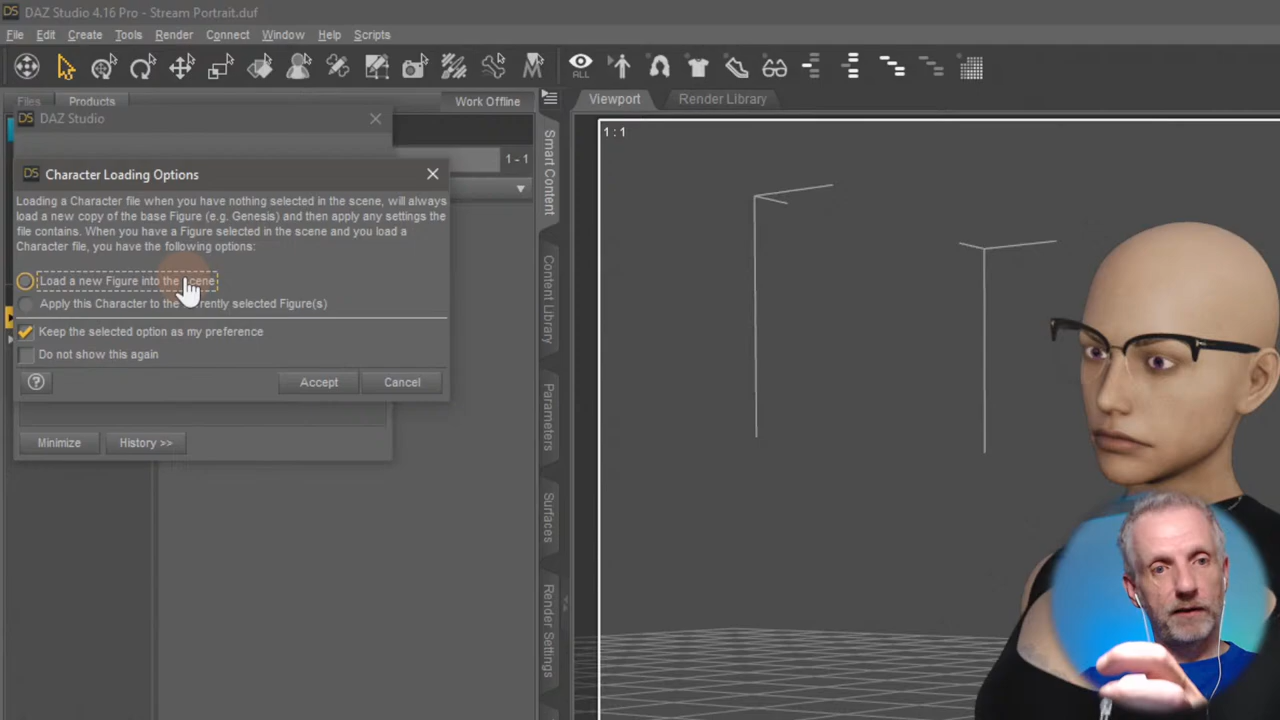 DS DAZ Studio 4.16 Pro - Stream Portrait.duf
File Edit Create Tools Render Connect Window Help Scripts
ALL
Files Products Work Offline
Viewport Render Library
DS DAZ Studio
1 : 1
1 - 1
DS Character Loading Options
Loading a Character file when you have nothing selected in the scene, will always
load a new copy of the base Figure (e.g. Genesis) and then apply any settings the
file contains. When you have a Figure selected in the scene and you load a
Character file, you have the following options:
Load a new Figure into the scene
Apply this Character to the currently selected Figure(s)
Keep the selected option as my preference
Do not show this again
? Accept Cancel
Minimize History >>
Smart Content
Content Library
Parameters
Surfaces
Render Settings